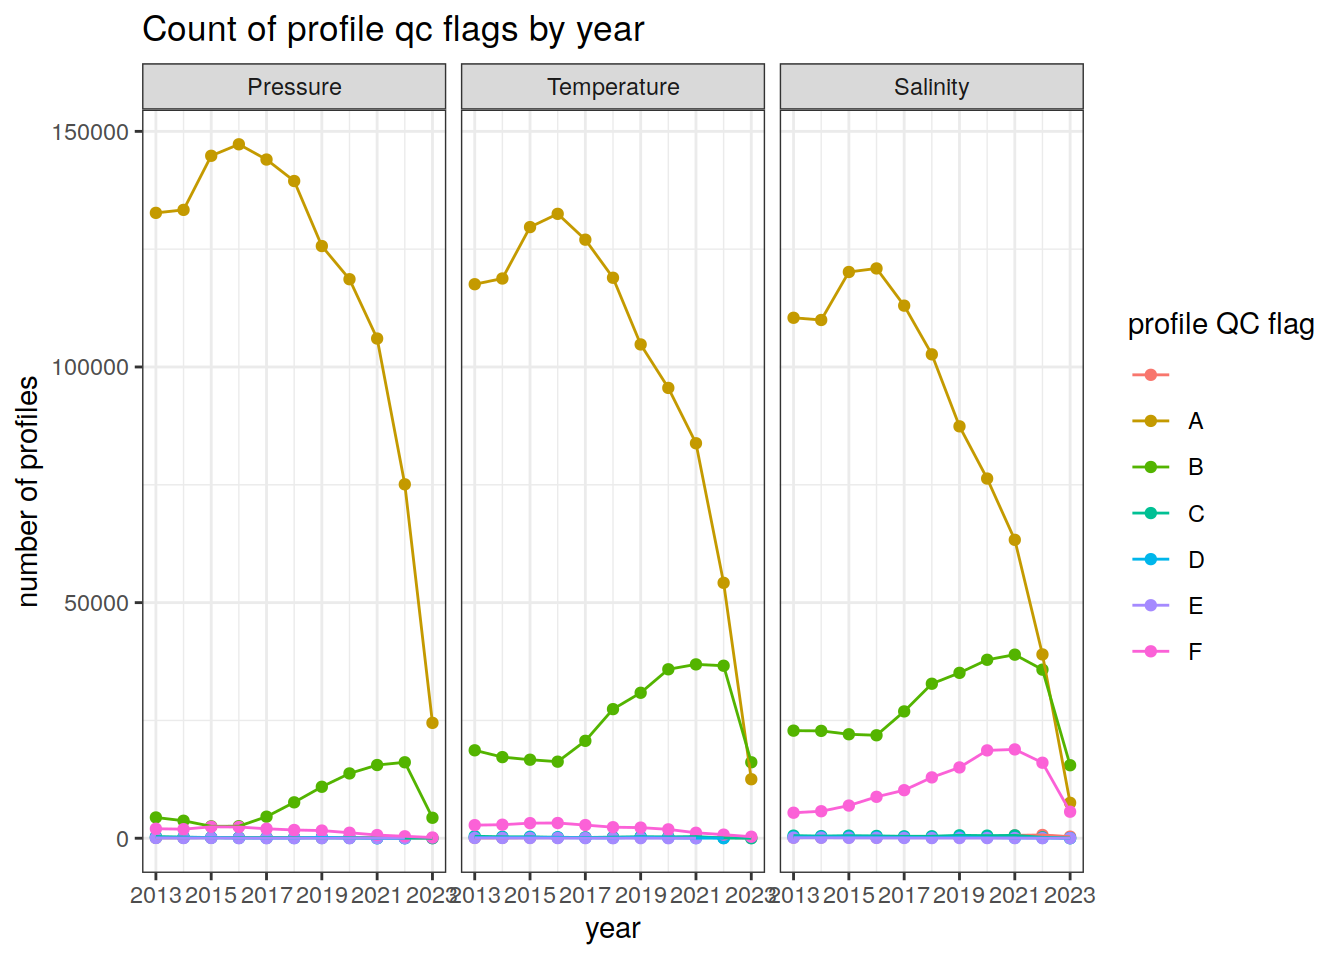 Count of profile qc flags by year
Pressure
Temperature
Salinity
150000
100000
50000
0
number of profiles
2013 2015 2017 2019 2021 2023
2013 2015 2017 2019 2021 2023
2013 2015 2017 2019 2021 2023
year
profile QC flag
A
B
C
D
E
F